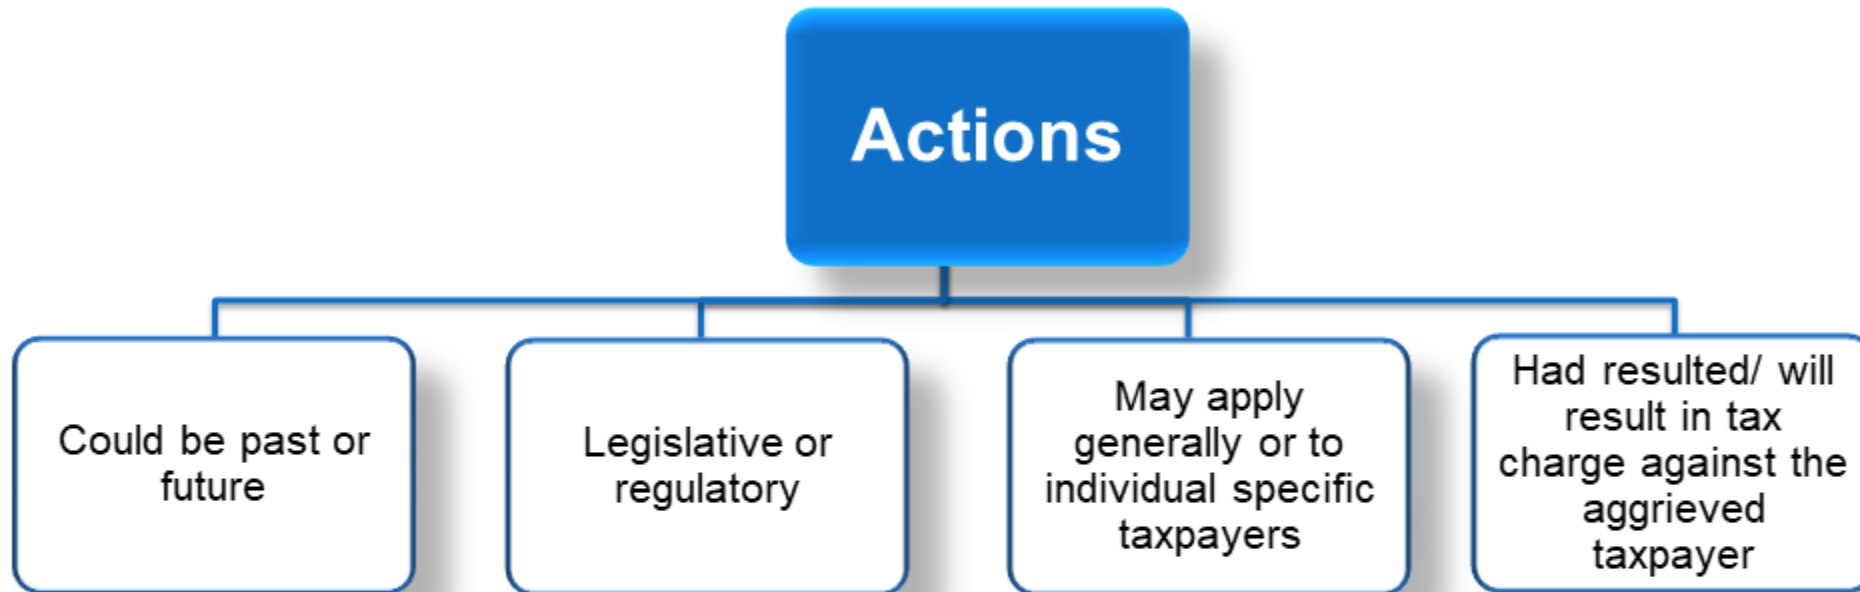 Actions
Could be past or
future
Legislative or
regulatory
May apply
generally or to
individual specific
taxpayers
Had resulted/ will
result in tax
charge against the
aggrieved
taxpayer